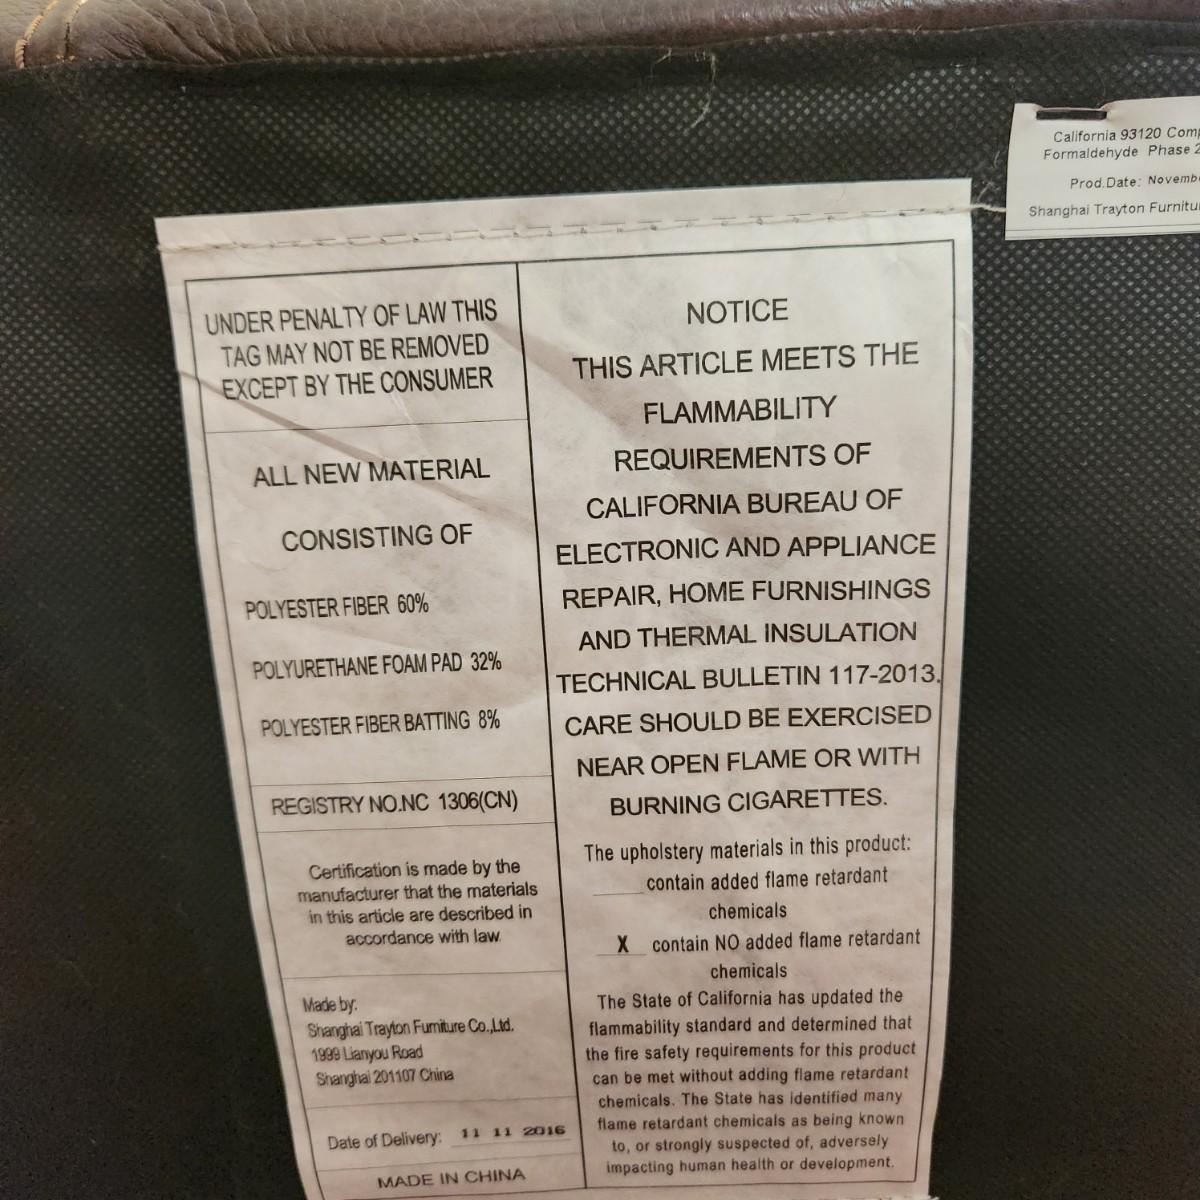 UNDER PENALTY OF LAW THIS
TAG MAY NOT BE REMOVED
EXCEPT BY THE CONSUMER
ALL NEW MATERIAL
CONSISTING OF
POLYESTER FIBER 60%
POLYURETHANE FOAM PAD 32%
POLYESTER FIBER BATTING 8%
REGISTRY NO.NC 1306(CN)
Certification is made by the
manufacturer that the materials
in this article are described in
accordance with law.
Made by:
Shanghai Trayton Furniture Co.,Ltd.
1999 Lianyou Road
Shanghai 201107 China
Date of Delivery: 11 11 2016
MADE IN CHINA
NOTICE
THIS ARTICLE MEETS THE
FLAMMABILITY
REQUIREMENTS OF
CALIFORNIA BUREAU OF
ELECTRONIC AND APPLIANCE
REPAIR, HOME FURNISHINGS
AND THERMAL INSULATION
TECHNICAL BULLETIN 117-2013.
CARE SHOULD BE EXERCISED
NEAR OPEN FLAME OR WITH
BURNING CIGARETTES.
The upholstery materials in this product:
contain added flame retardant
chemicals
X contain NO added flame retardant
chemicals
The State of California has updated the
flammability standard and determined that
the fire safety requirements for this product
can be met without adding flame retardant
chemicals. The State has identified many
flame retardant chemicals as being known
to, or strongly suspected of, adversely
impacting human health or development.
California 93120
Formaldehyde Phase 2
Prod.Date:
Shanghai Trayton